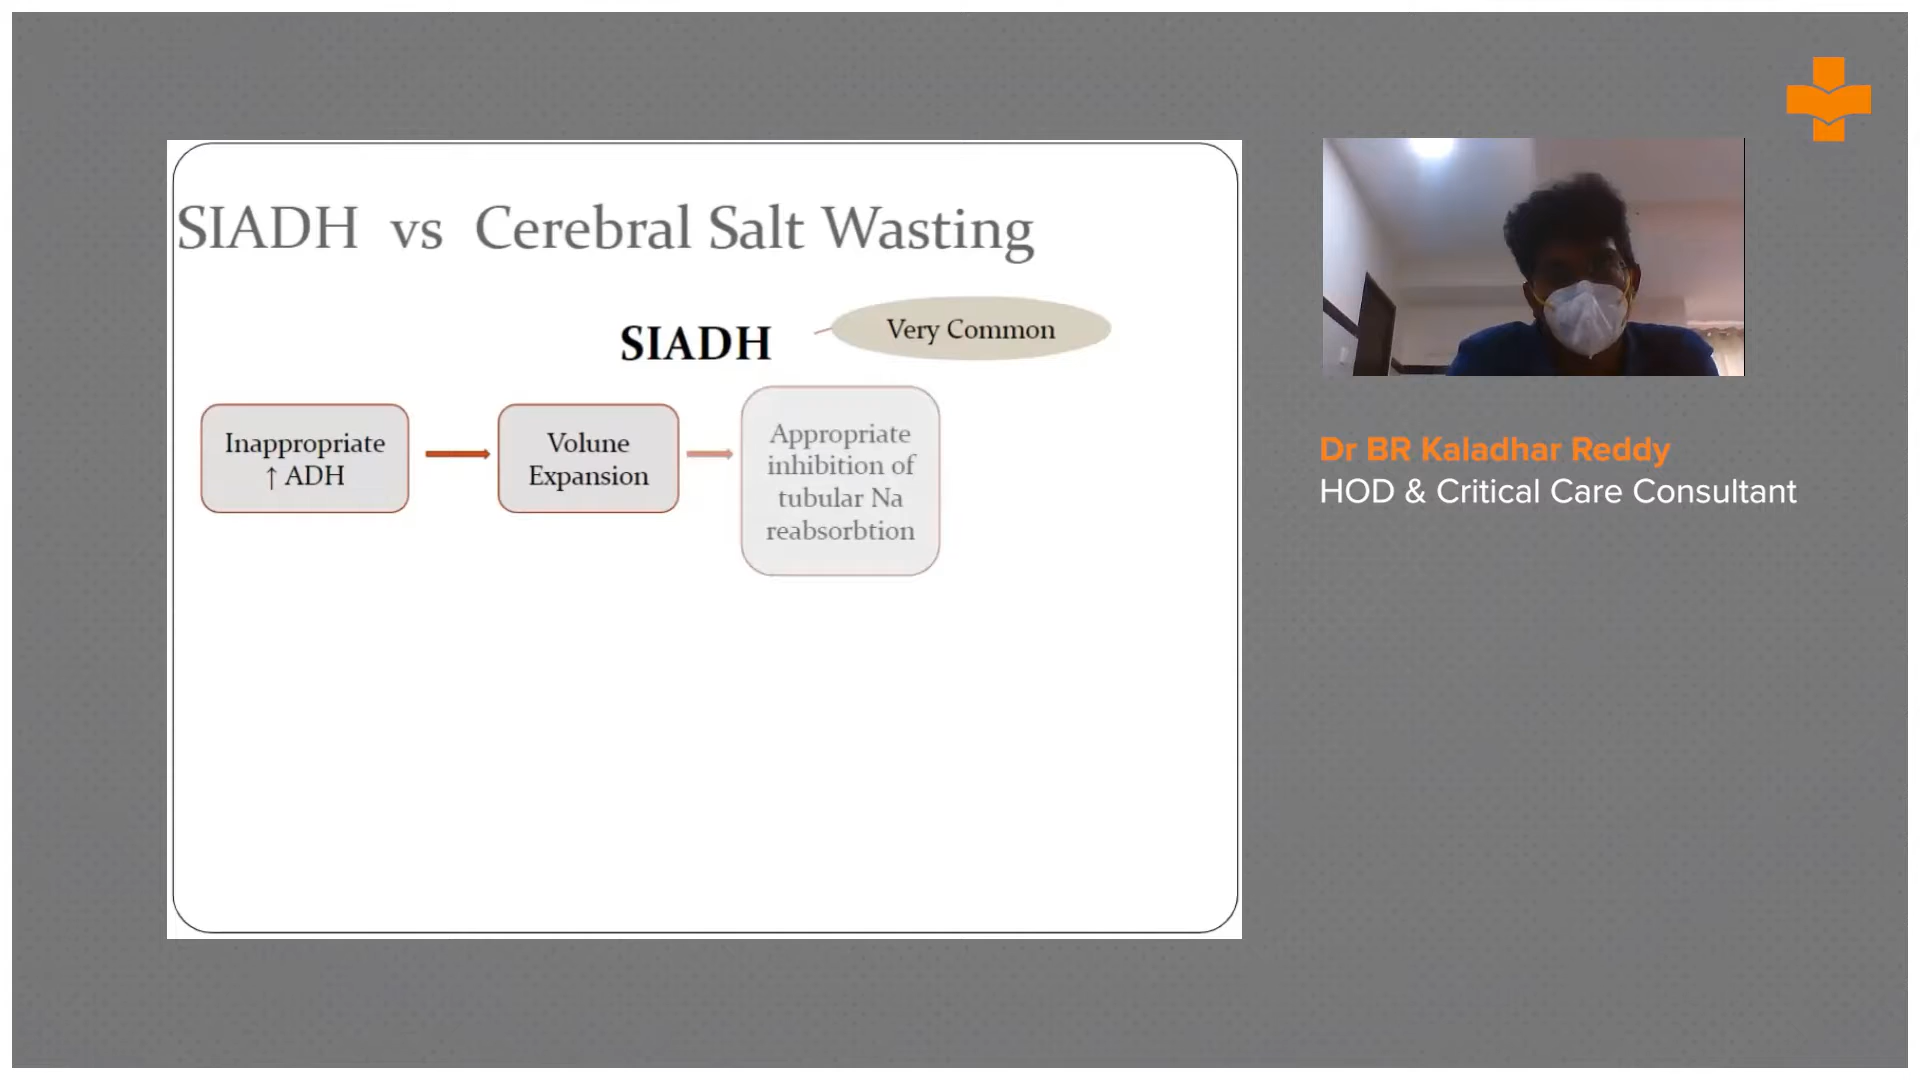 SIADH vs Cerebral Salt Wasting
SIADH
Very Common
Inappropriate
↑ ADH
Volune
Expansion
Appropriate
inhibition of
tubular Na
reabsorbtion
Dr BR Kaladhar Reddy
HOD & Critical Care Consultant